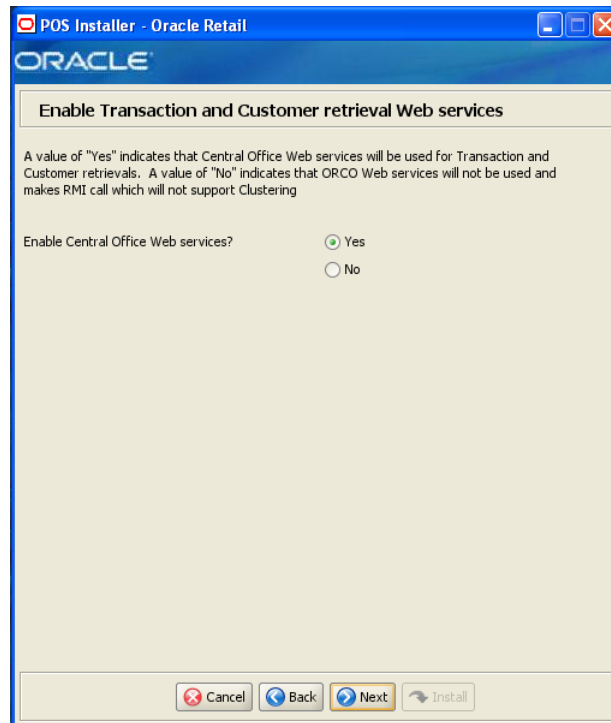 POS Installer - Oracle Retail
ORACLE
Enable Transaction and Customer retrieval Web services
A value of "Yes" indicates that Central Office Web services will be used for Transaction and
Customer retrievals. A value of "No" indicates that ORCO Web services will not be used and
makes RMI call which will not support Clustering
Enable Central Office Web services? Yes
No
Cancel Back Next Install